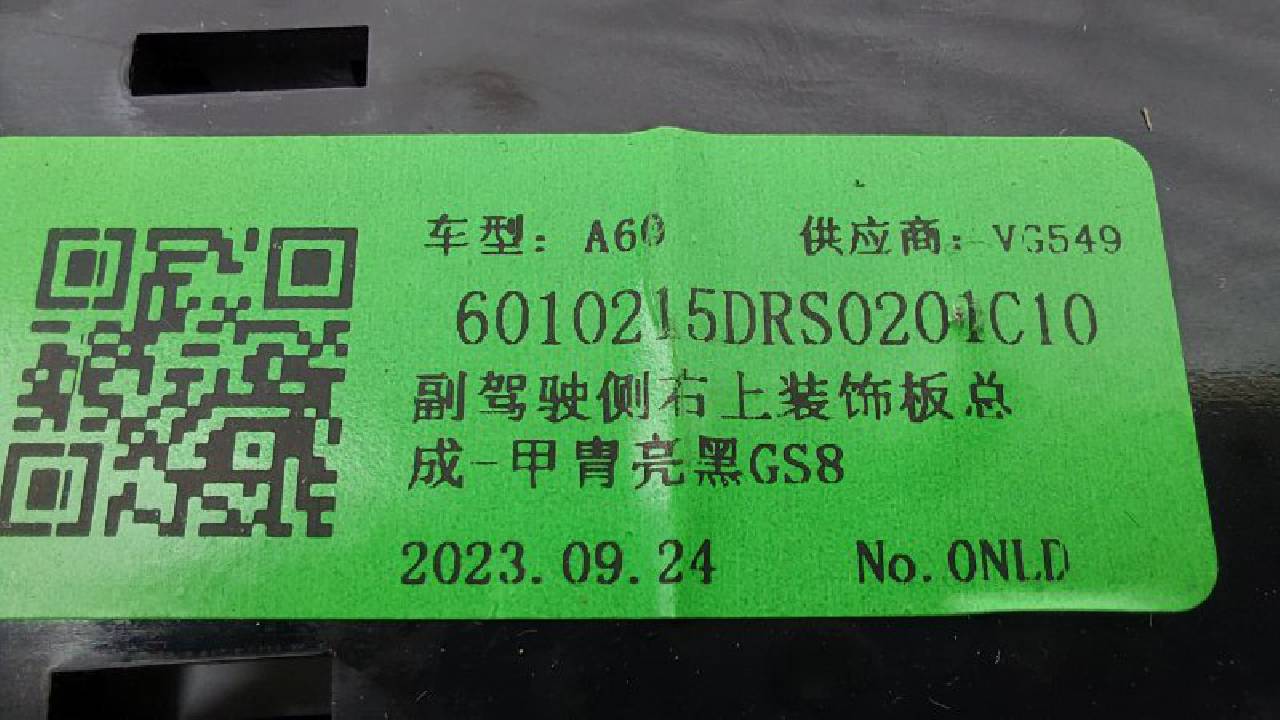 车型：A60 供应商：VG549
6010215DRS0201C10
副驾驶侧右上装饰板总
成-甲胄亮黑GS8
2023.09.24 No.0NLD